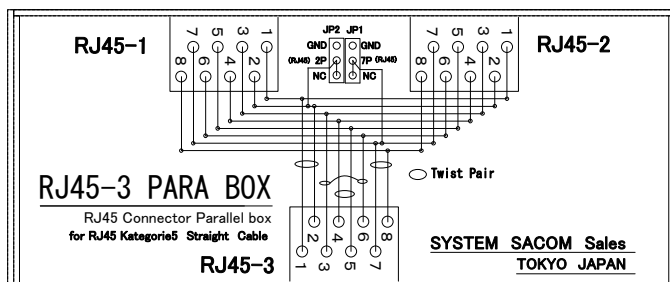 JP2 JP1
RJ45-1
7 5 3 1
8 6 4 2
GND GND
(RJ45) 2P 7P (RJ45)
NC NC
7 5 3 1
8 6 4 2
RJ45-2
Twist Pair
RJ45-3 PARA BOX
RJ45 Connector Parallel box
for RJ45 Kategorie5 Straight Cable
RJ45-3
2 4 6 8
1 3 5 7
SYSTEM SACOM Sales
TOKYO JAPAN